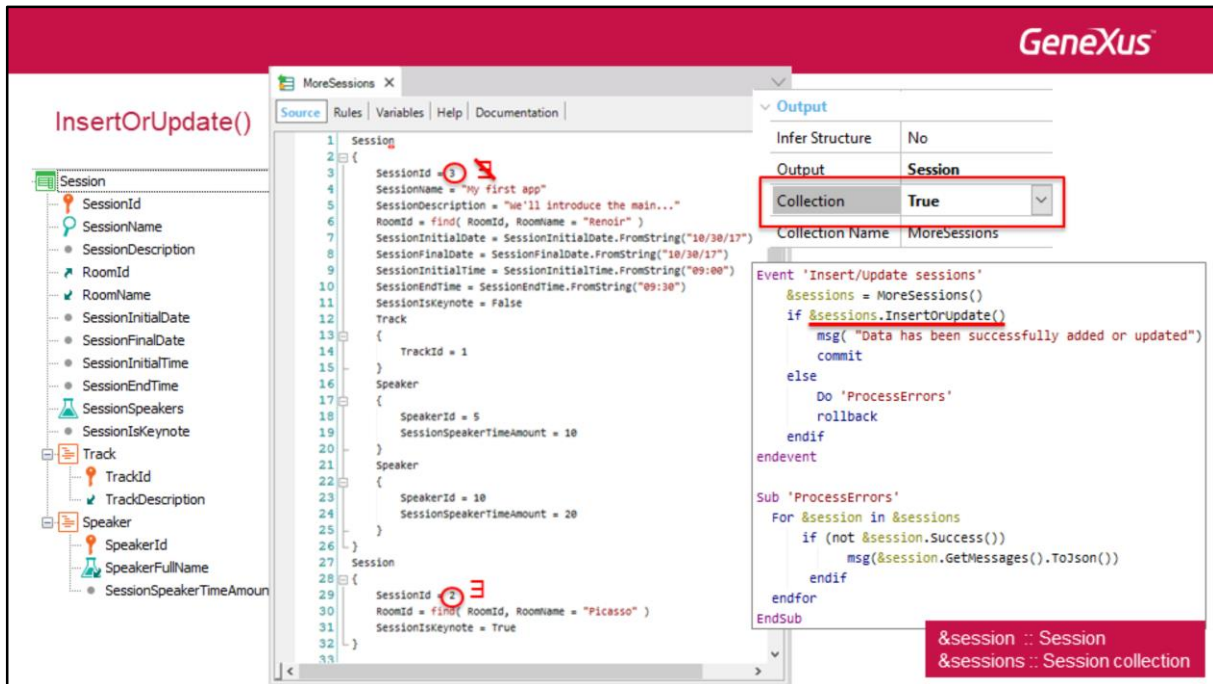 GeneXus™
InsertOrUpdate()
Session
SessionId
SessionName
SessionDescription
RoomId
RoomName
SessionInitialDate
SessionFinalDate
SessionInitialTime
SessionEndTime
SessionSpeakers
SessionIsKeynote
Track
TrackId
TrackDescription
Speaker
SpeakerId
SpeakerFullName
SessionSpeakerTimeAmoun
MoreSessions X
Source Rules Variables Help Documentation
1 Session
2 {
3 SessionId = 3 ∄
4 SessionName = "My first app"
5 SessionDescription = "We'll introduce the main..."
6 RoomId = find( RoomId, RoomName = "Renoir" )
7 SessionInitialDate = SessionInitialDate.FromString("10/30/17")
8 SessionFinalDate = SessionFinalDate.FromString("10/30/17")
9 SessionInitialTime = SessionInitialTime.FromString("09:00")
10 SessionEndTime = SessionEndTime.FromString("09:30")
11 SessionIsKeynote = False
12 Track
13 {
14 TrackId = 1
15 }
16 Speaker
17 {
18 SpeakerId = 5
19 SessionSpeakerTimeAmount = 10
20 }
21 Speaker
22 {
23 SpeakerId = 10
24 SessionSpeakerTimeAmount = 20
25 }
26 }
27 Session
28 {
29 SessionId = 2 ∃
30 RoomId = find( RoomId, RoomName = "Picasso" )
31 SessionIsKeynote = True
32 }
33
Output
Infer Structure No
Output Session
Collection True
Collection Name MoreSessions
Event 'Insert/Update sessions'
&sessions = MoreSessions()
if &sessions.InsertOrUpdate()
msg( "Data has been successfully added or updated")
commit
else
Do 'ProcessErrors'
rollback
endif
endevent
Sub 'ProcessErrors'
For &session in &sessions
if (not &session.Success())
msg(&session.GetMessages().ToJson())
endif
endfor
EndSub
&session :: Session
&sessions :: Session collection